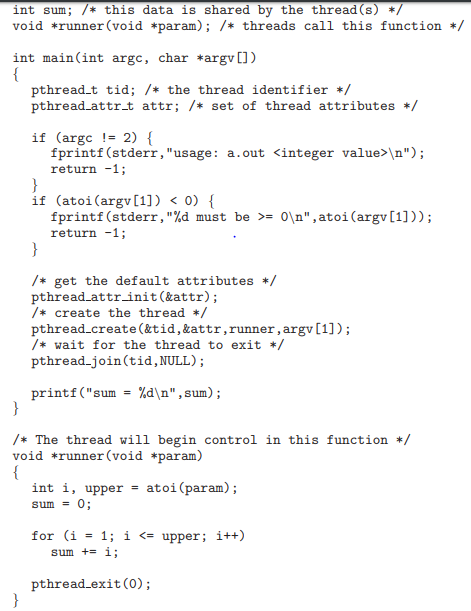 int sum; /* this data is shared by the thread(s) */
void *runner(void *param); /* threads call this function */
int main(int argc, char *argv[])
{
pthread_t tid; /* the thread identifier */
pthread_attr_t attr; /* set of thread attributes */
if (argc != 2) {
fprintf(stderr,"usage: a.out <integer value>\n");
return -1;
}
if (atoi(argv[1]) < 0) {
fprintf(stderr,"%d must be >= 0\n",atoi(argv[1]));
return -1;
}
/* get the default attributes */
pthread_attr_init(&attr);
/* create the thread */
pthread_create(&tid,&attr,runner,argv[1]);
/* wait for the thread to exit */
pthread_join(tid,NULL);
printf("sum = %d\n",sum);
}
/* The thread will begin control in this function */
void *runner(void *param)
{
int i, upper = atoi(param);
sum = 0;
for (i = 1; i <= upper; i++)
sum += i;
pthread_exit(0);
}